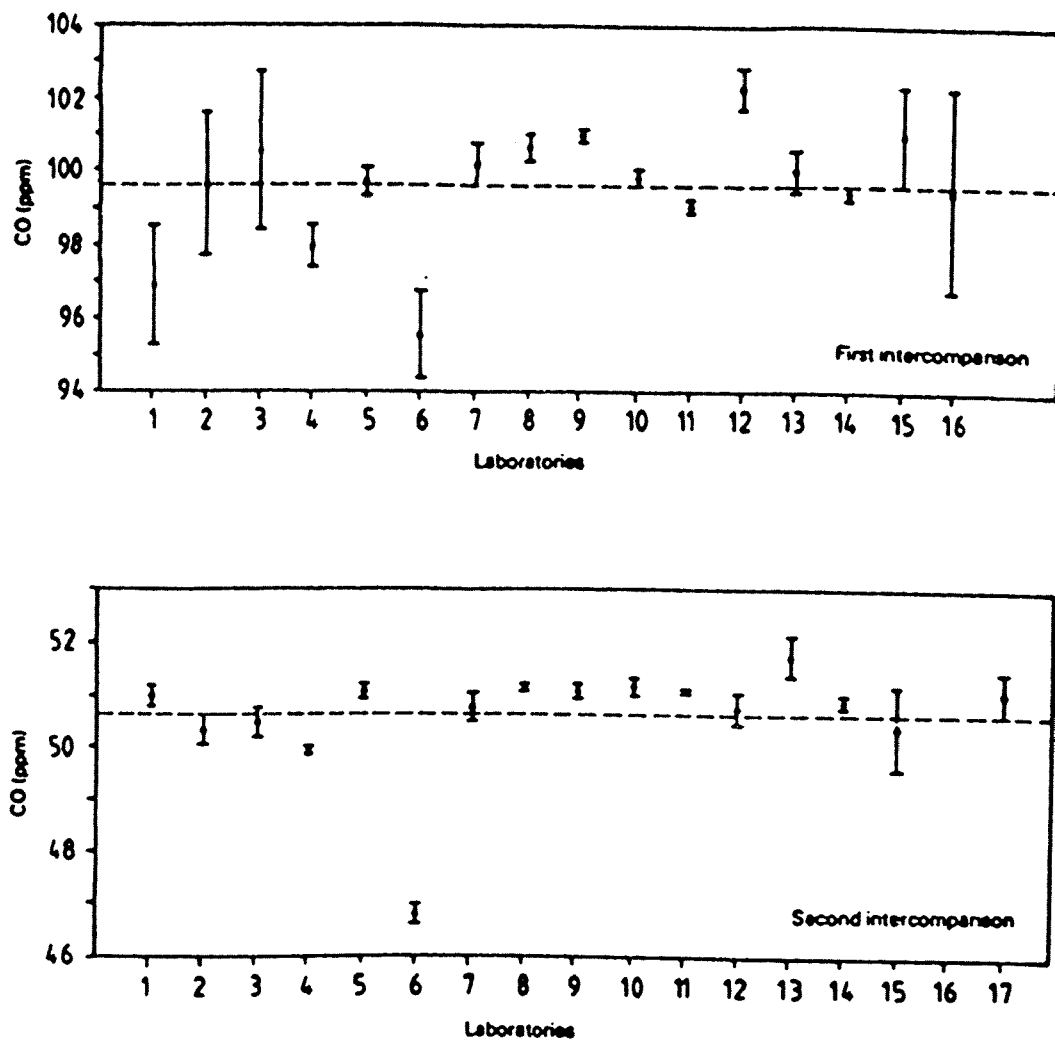 104
102
100
98
96
94
CO (ppm)
First intercomparison
1 2 3 4 5 6 7 8 9 10 11 12 13 14 15 16
Laboratories
52
50
48
46
CO (ppm)
Second intercomparison
1 2 3 4 5 6 7 8 9 10 11 12 13 14 15 17
Laboratories